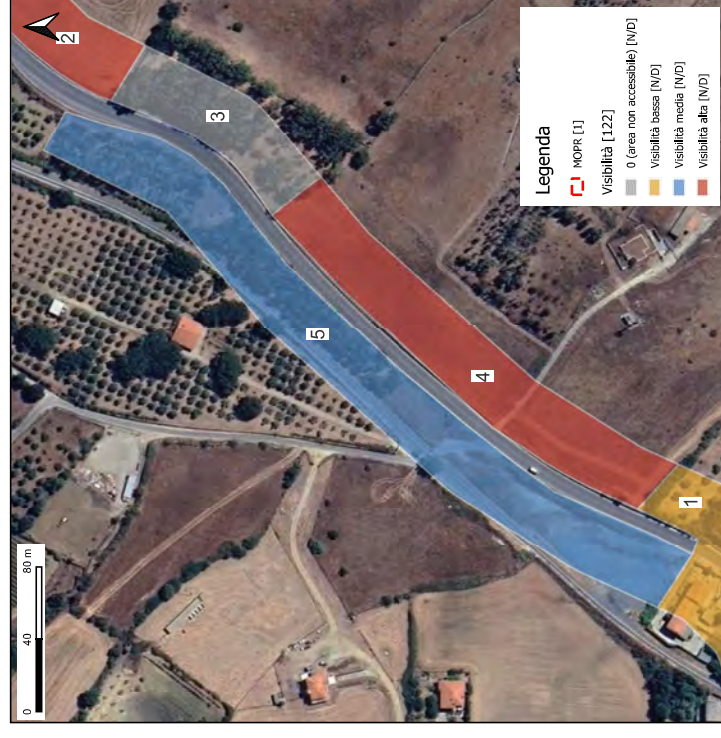 0 40 80 m
2
3
5
4
1
Legenda
MOPR [1]
Visibilità [122]
0 (area non accessibile) [N/D]
Visibilità bassa [N/D]
Visibilità media [N/D]
Visibilità alta [N/D]